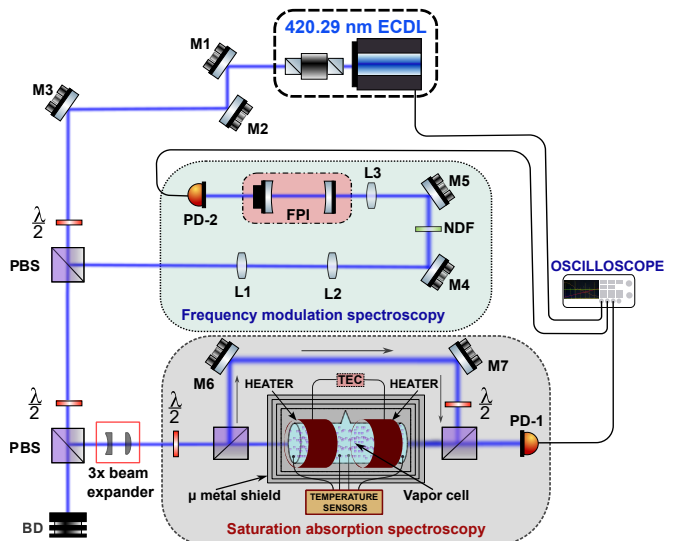 420.29 nm ECDL
M1
M3
M2
L3
M5
PD-2
FPI
NDF
λ/2
PBS
OSCILLOSCOPE
M4
L1
L2
Frequency modulation spectroscopy
M6
M7
HEATER
TEC
HEATER
λ/2
λ/2
λ/2
PD-1
PBS
3x beam
expander
μ metal shield
Vapor cell
TEMPERATURE
SENSORS
BD
Saturation absorption spectroscopy